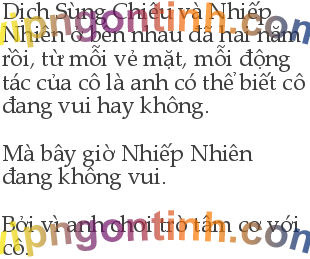 Dịch Sùng Chiêu và Nhiếp
Nhiên ở bên nhau đã hai năm
rồi, từ mỗi vẻ mặt, mỗi động
tác của cô là anh có thể biết cô
đang vui hay không.
Mà bây giờ Nhiếp Nhiên
đang không vui.
Bởi vì anh chơi trò tâm cơ với
cô.